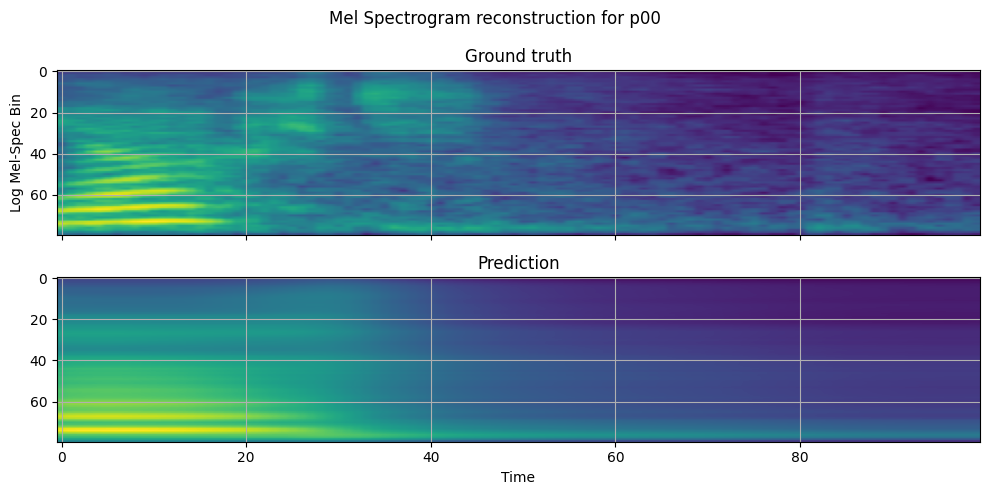 Mel Spectrogram reconstruction for p00
Ground truth
Log Mel-Spec Bin
0
20
40
60
Prediction
0
20
40
60
0 20 40 60 80
Time